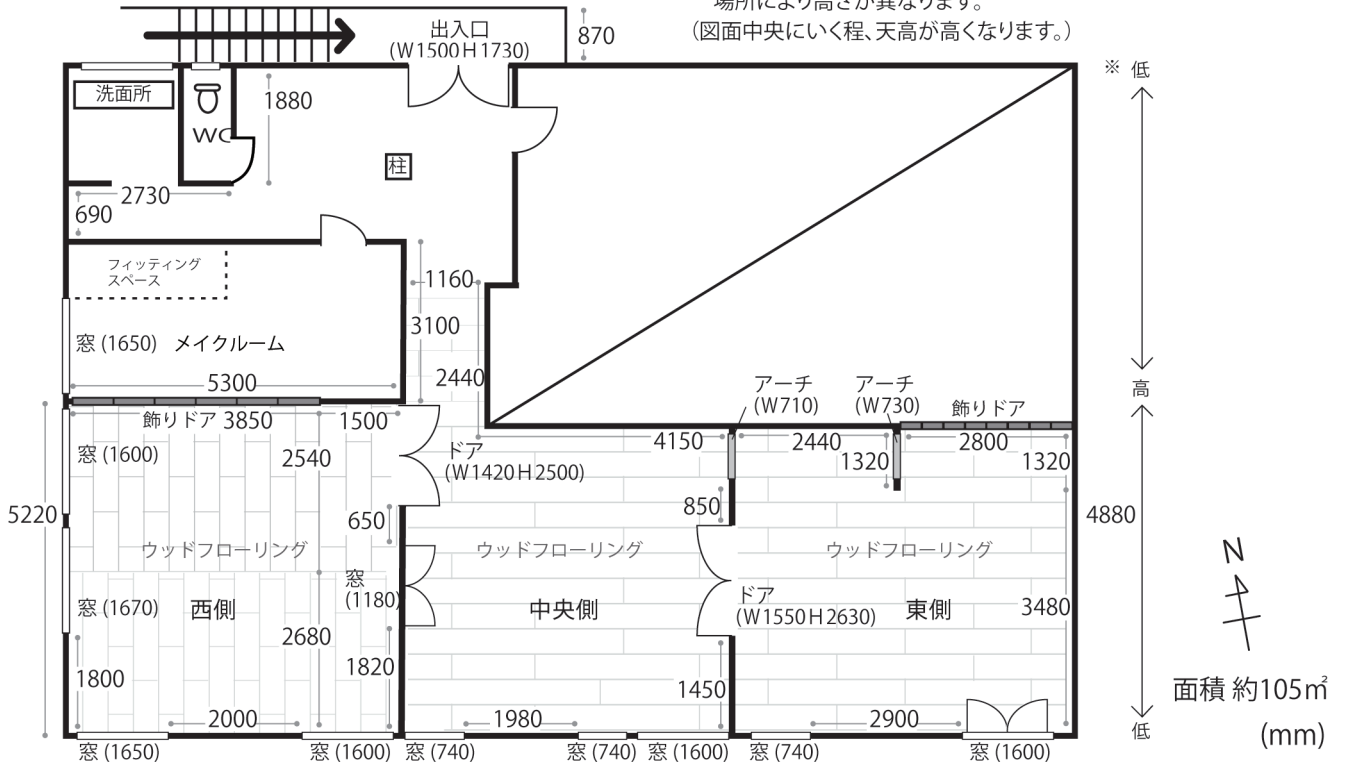 場所により高さが異なります。
（図面中央にいく程、天高が高くなります。）
出入口
(W1500H1730)
870
※ 低
洗面所
WC
1880
柱
2730
690
フィッティング
スペース
1160
3100
2440
窓 (1650) メイクルーム
5300
高
アーチ
(W710)
アーチ
(W730)
飾りドア
飾りドア 3850
1500
窓 (1600)
2540
ドア
(W1420H2500)
4150
2440
1320
2800
1320
5220
650
850
4880
ウッドフローリング
ウッドフローリング
ウッドフローリング
N
窓
(1180)
窓 (1670)
西側
中央側
ドア
(W1550H2630)
東側
3480
2680
1820
1800
1450
面積 約105㎡
(mm)
2000
1980
2900
低
窓 (1650)
窓 (1600)
窓 (740)
窓 (740)
窓 (1600)
窓 (740)
窓 (1600)